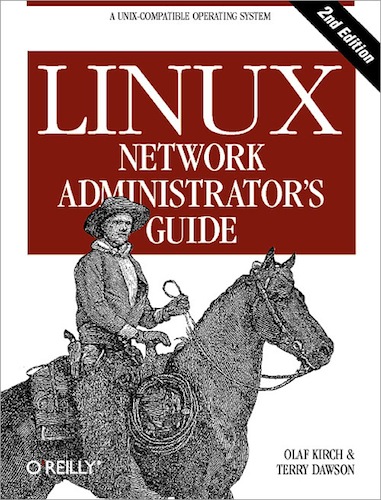 A UNIX-COMPATIBLE OPERATING SYSTEM
2nd Edition
LINUX
NETWORK
ADMINISTRATOR'S
GUIDE
OLAF KIRCH &
TERRY DAWSON
O'REILLY®